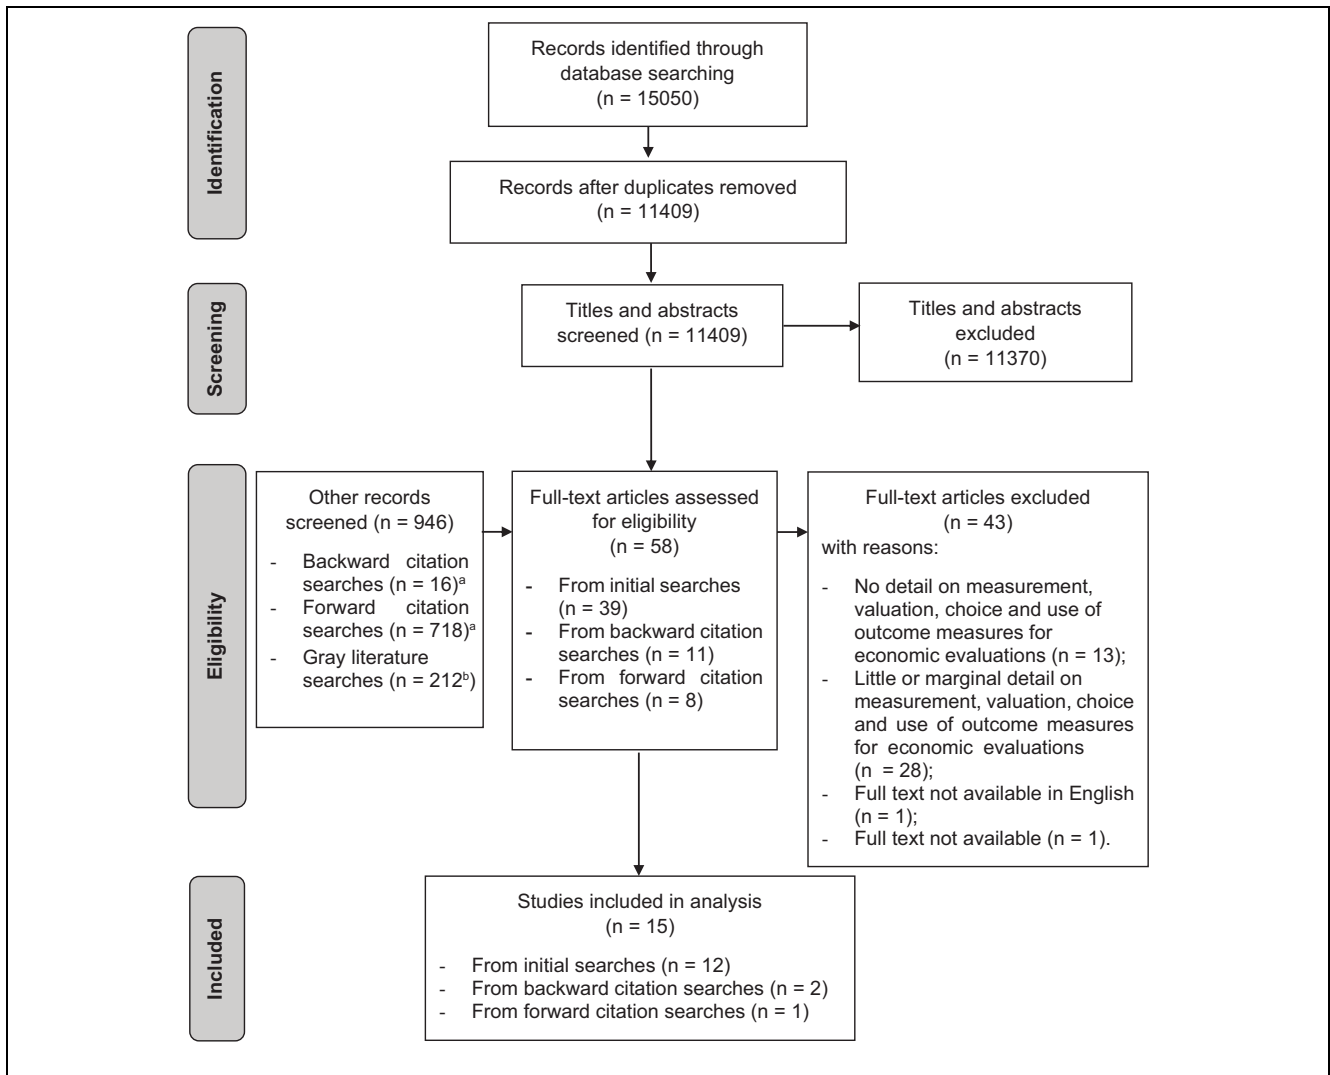 Identification
Records identified through
database searching
(n = 15050)
Records after duplicates removed
(n = 11409)
Screening
Titles and abstracts
screened (n = 11409)
Titles and abstracts
excluded
(n = 11370)
Eligibility
Other records
screened (n = 946)
- Backward citation
searches (n = 16)ᵃ
- Forward citation
searches (n = 718)ᵃ
- Gray literature
searches (n = 212ᵇ)
Full-text articles assessed
for eligibility
(n = 58)
- From initial searches
(n = 39)
- From backward citation
searches (n = 11)
- From forward citation
searches (n = 8)
Full-text articles excluded
(n = 43)
with reasons:
- No detail on measurement,
valuation, choice and use of
outcome measures for
economic evaluations (n = 13);
- Little or marginal detail on
measurement, valuation, choice
and use of outcome measures
for economic evaluations
(n = 28);
- Full text not available in English
(n = 1);
- Full text not available (n = 1).
Included
Studies included in analysis
(n = 15)
- From initial searches (n = 12)
- From backward citation searches (n = 2)
- From forward citation searches (n = 1)